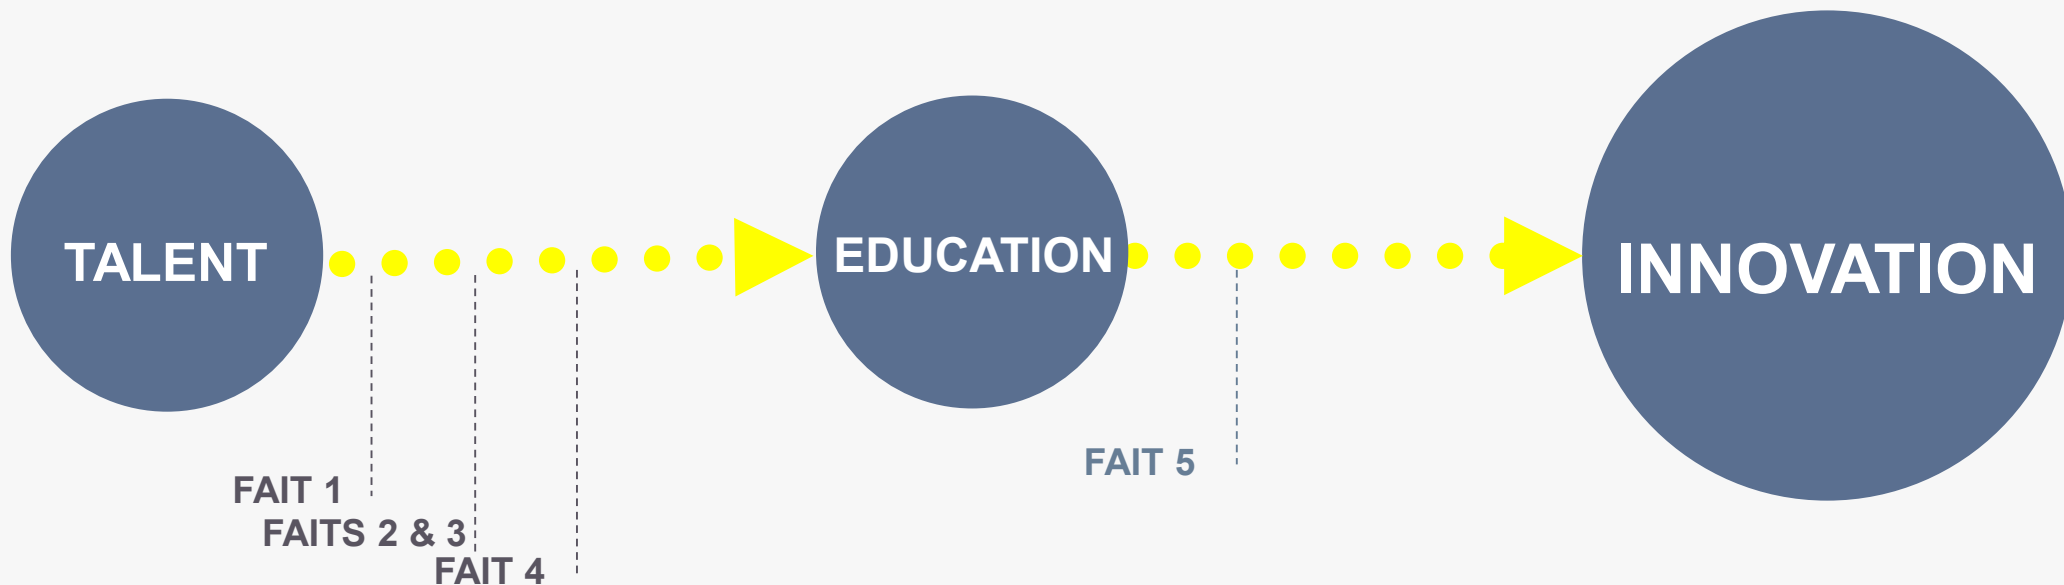 TALENT
EDUCATION
INNOVATION
FAIT 1
FAITS 2 & 3
FAIT 4
FAIT 5